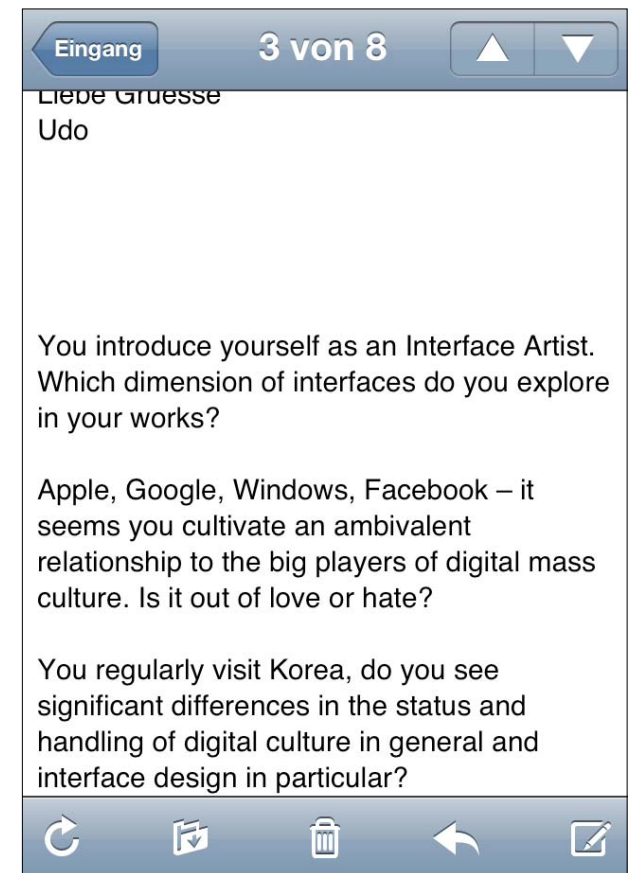 Eingang
3 von 8
Liebe Gruesse
Udo
You introduce yourself as an Interface Artist.
Which dimension of interfaces do you explore
in your works?
Apple, Google, Windows, Facebook – it
seems you cultivate an ambivalent
relationship to the big players of digital mass
culture. Is it out of love or hate?
You regularly visit Korea, do you see
significant differences in the status and
handling of digital culture in general and
interface design in particular?